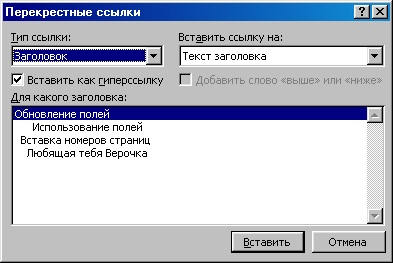 Перекрестные ссылки
Тип ссылки: Вставить ссылку на:
Заголовок Текст заголовка
Вставить как гиперссылку Добавить слово «выше» или «ниже»
Для какого заголовка:
Обновление полей
Использование полей
Вставка номеров страниц
Любящая тебя Верочка
Вставить Отмена